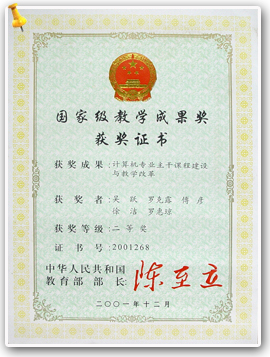 国家级教学成果奖
获奖证书
获奖成果：计算机专业主干课程建设
与教学改革
获奖者：吴跃 罗克露 傅彦
徐洁 罗惠琼
获奖等级：二等奖
证书号：2001268
中华人民共和国
教育部部长：陈至立
二〇〇一年十二月